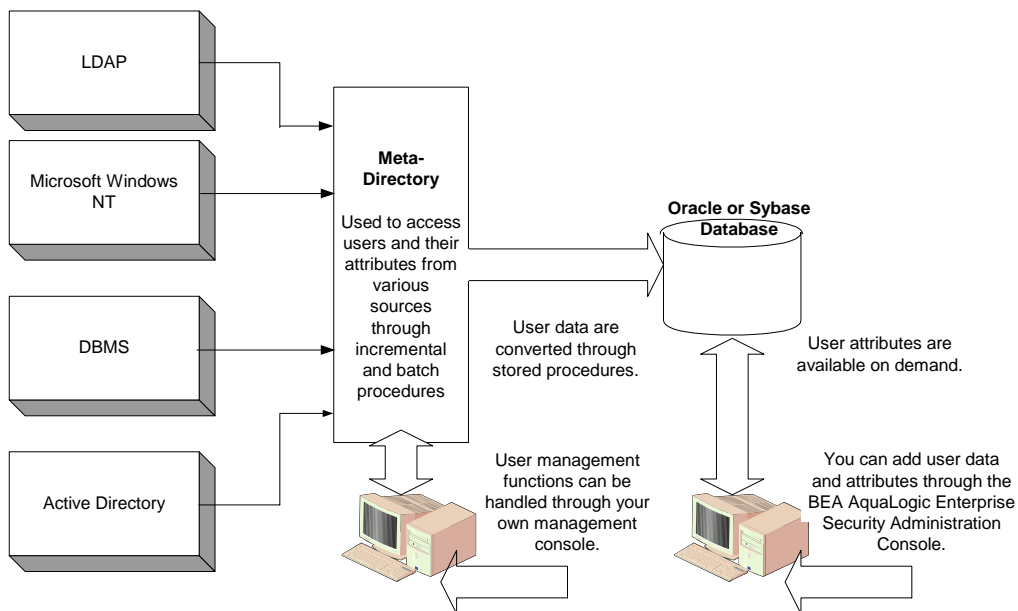 LDAP
Microsoft Windows
NT
DBMS
Active Directory
Meta-
Directory
Used to access
users and their
attributes from
various
sources
through
incremental
and batch
procedures
Oracle or Sybase
Database
User data are
converted through
stored procedures.
User attributes are
available on demand.
User management
functions can be
handled through your
own management
console.
You can add user data
and attributes through the
BEA AquaLogic Enterprise
Security Administration
Console.